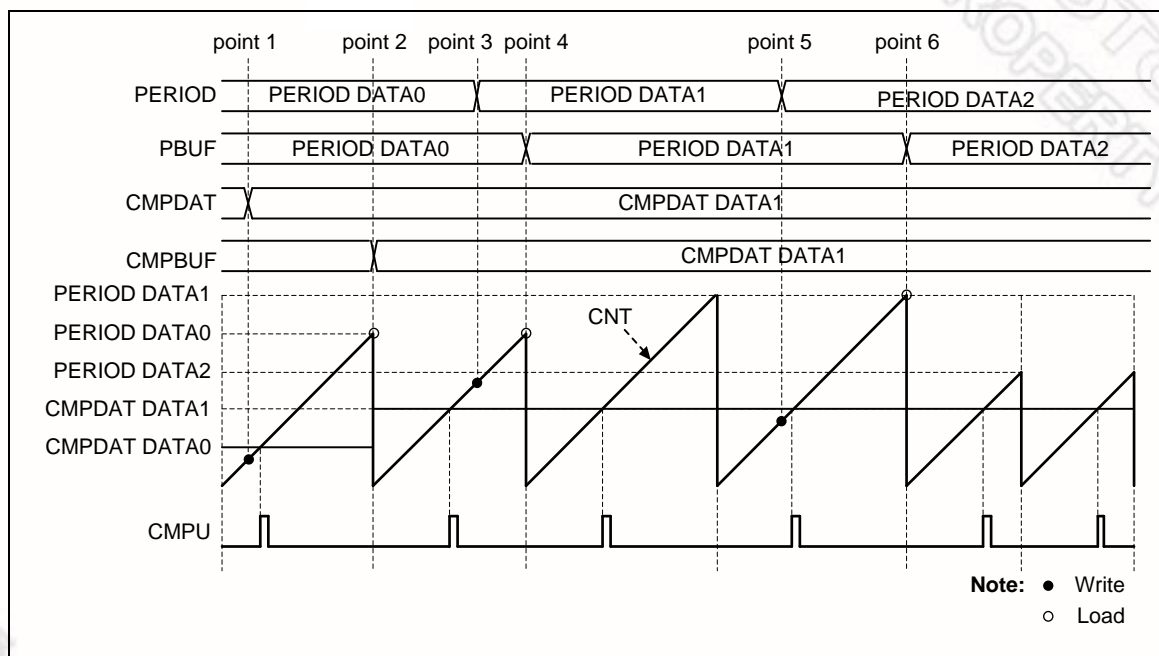 point 1 point 2 point 3 point 4 point 5 point 6
PERIOD PERIOD DATA0 PERIOD DATA1 PERIOD DATA2
PBUF PERIOD DATA0 PERIOD DATA1 PERIOD DATA2
CMPDAT CMPDAT DATA1
CMPBUF CMPDAT DATA1
PERIOD DATA1
PERIOD DATA0
CNT
PERIOD DATA2
CMPDAT DATA1
CMPDAT DATA0
CMPU
Note: ● Write
○ Load